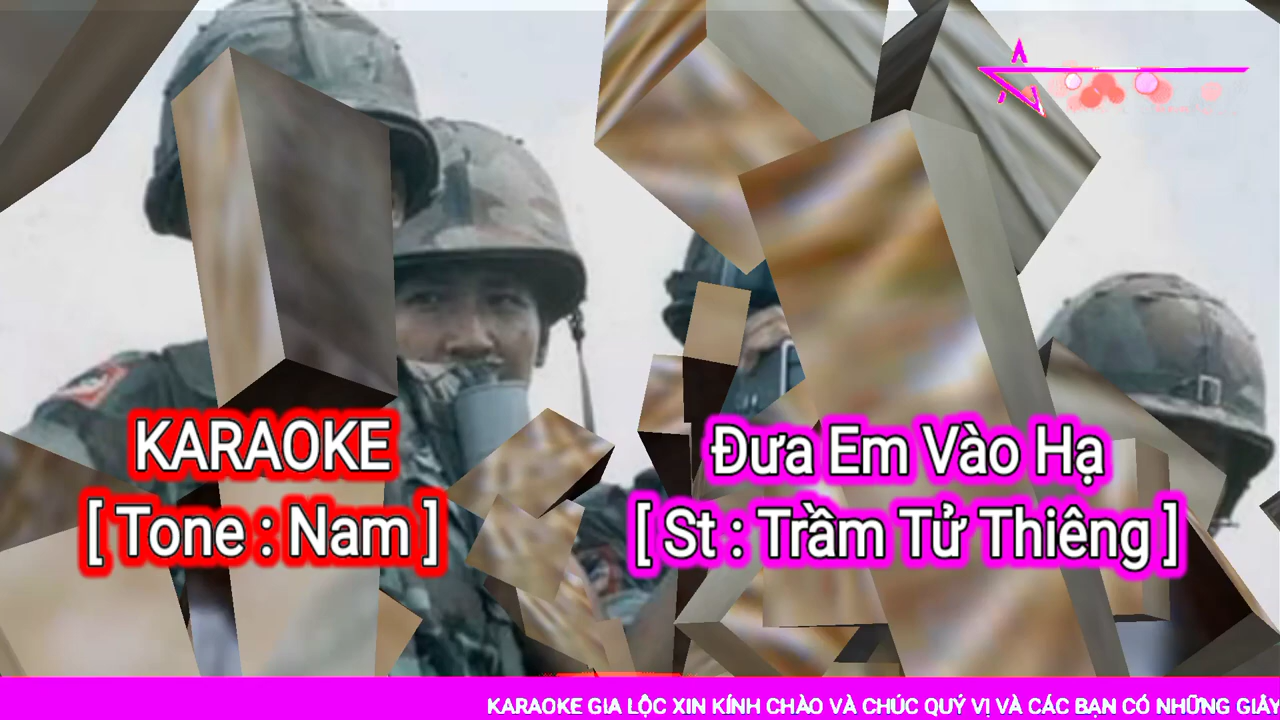 KARAOKE
[ Tone : Nam ]
Đưa Em Vào Hạ
[ St : Trầm Tử Thiêng ]
KARAOKE GIA LỘC XIN KÍNH CHÀO VÀ CHÚC QUÝ VỊ VÀ CÁC BẠN CÓ NHỮNG